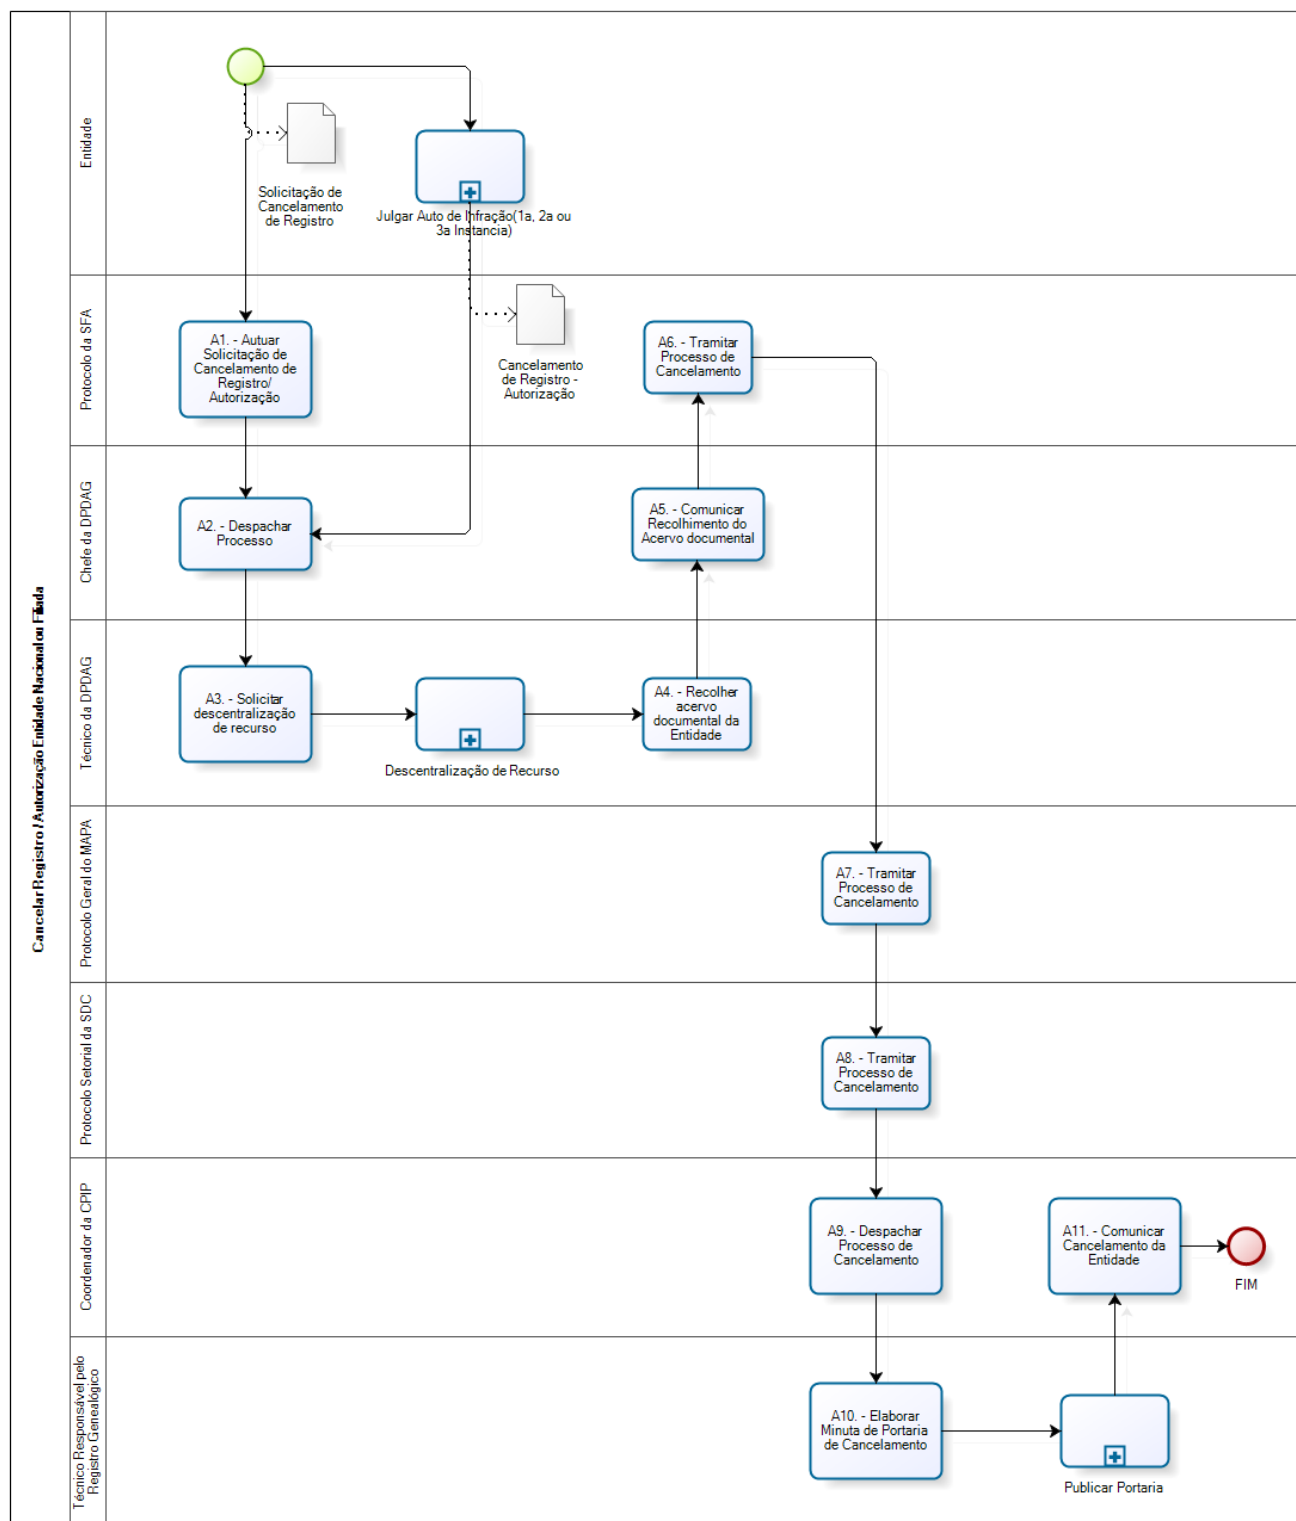 Cancelar Registro / Autorização Entidade Nacional ou Filiada
Entidade
Solicitação de
Cancelamento
de Registro
Julgar Auto de Infração(1a, 2a ou
3a Instancia)
Protocolo da SFA
A1. - Autuar
Solicitação de
Cancelamento de
Registro/
Autorização
Cancelamento
de Registro -
Autorização
A6. - Tramitar
Processo de
Cancelamento
Chefe da DPDAG
A2. - Despachar
Processo
A5. - Comunicar
Recolhimento do
Acervo documental
Técnico da DPDAG
A3. - Solicitar
descentralização
de recurso
Descentralização de Recurso
A4. - Recolher
acervo
documental da
Entidade
Protocolo Geral do MAPA
A7. - Tramitar
Processo de
Cancelamento
Protocolo Setorial da SDC
A8. - Tramitar
Processo de
Cancelamento
Coordenador da CPIP
A9. - Despachar
Processo de
Cancelamento
A11. - Comunicar
Cancelamento da
Entidade
FIM
Técnico Responsável pelo
Registro Genealógico
A10. - Elaborar
Minuta de Portaria
de Cancelamento
Publicar Portaria